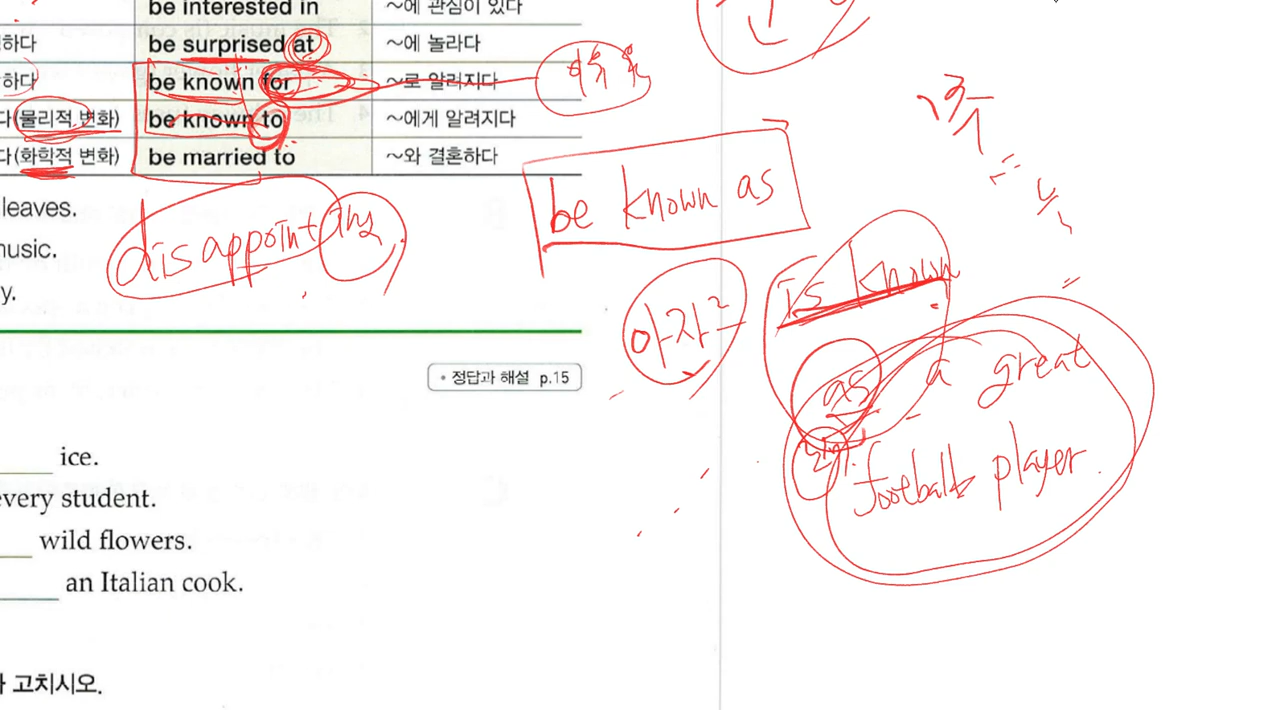 be interested in ~에 관심이 있다
하다 be surprised at ~에 놀라다
하다 be known for ~로 알려지다
다(물리적 변화) be known to ~에게 알려지다
다(화학적 변화) be married to ~와 결혼하다
be known as
leaves.
music.
y.
disappoint ing
is known
as a great
football player.
• 정답과 해설 p.15
ice.
every student.
wild flowers.
an Italian cook.
고치시오.